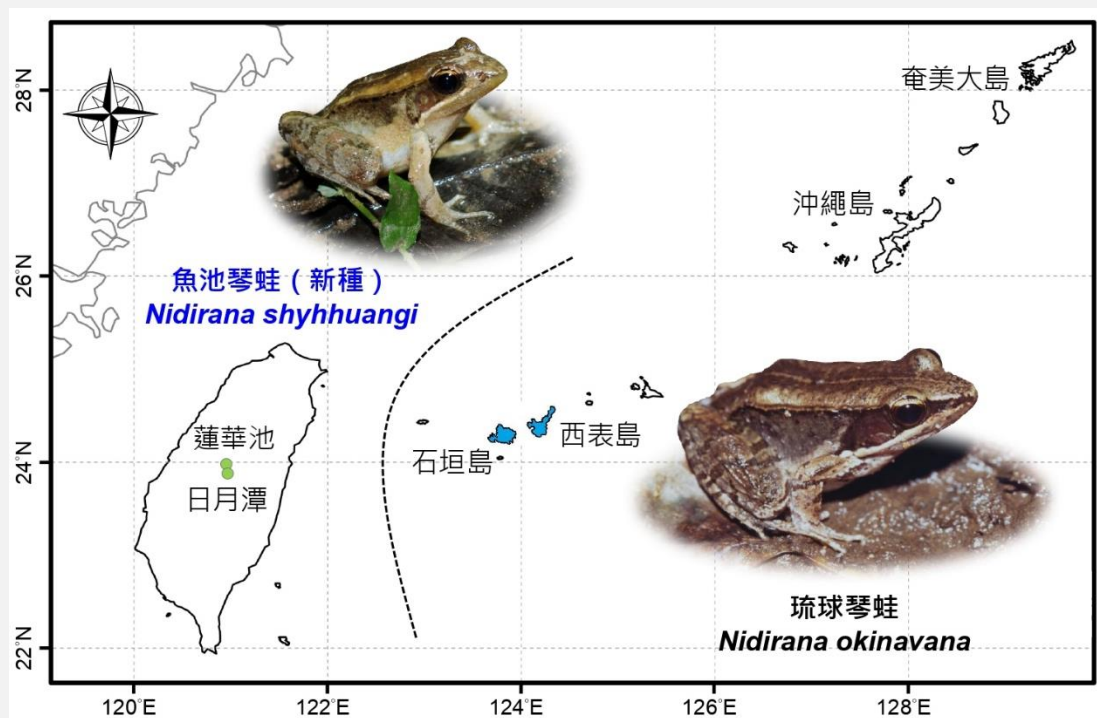 28°N
26°N
24°N
22°N
奄美大島
沖繩島
魚池琴蛙（新種）
Nidirana shyhhuangi
蓮華池
日月潭
石垣島
西表島
琉球琴蛙
Nidirana okinavana
120°E
122°E
124°E
126°E
128°E